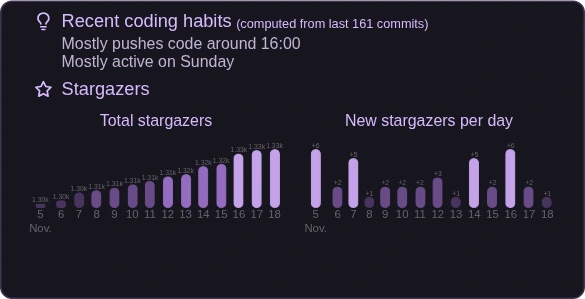 Recent coding habits (computed from last 161 commits)
Mostly pushes code around 16:00
Mostly active on Sunday
Stargazers
Total stargazers
1.30k 1.30k 1.30k 1.31k 1.31k 1.31k 1.31k 1.31k 1.32k 1.32k 1.32k 1.33k 1.33k 1.33k
5 6 7 8 9 10 11 12 13 14 15 16 17 18
Nov.
New stargazers per day
+6 +2 +5 +1 +2 +2 +2 +3 +1 +5 +2 +6 +2 +1
5 6 7 8 9 10 11 12 13 14 15 16 17 18
Nov.